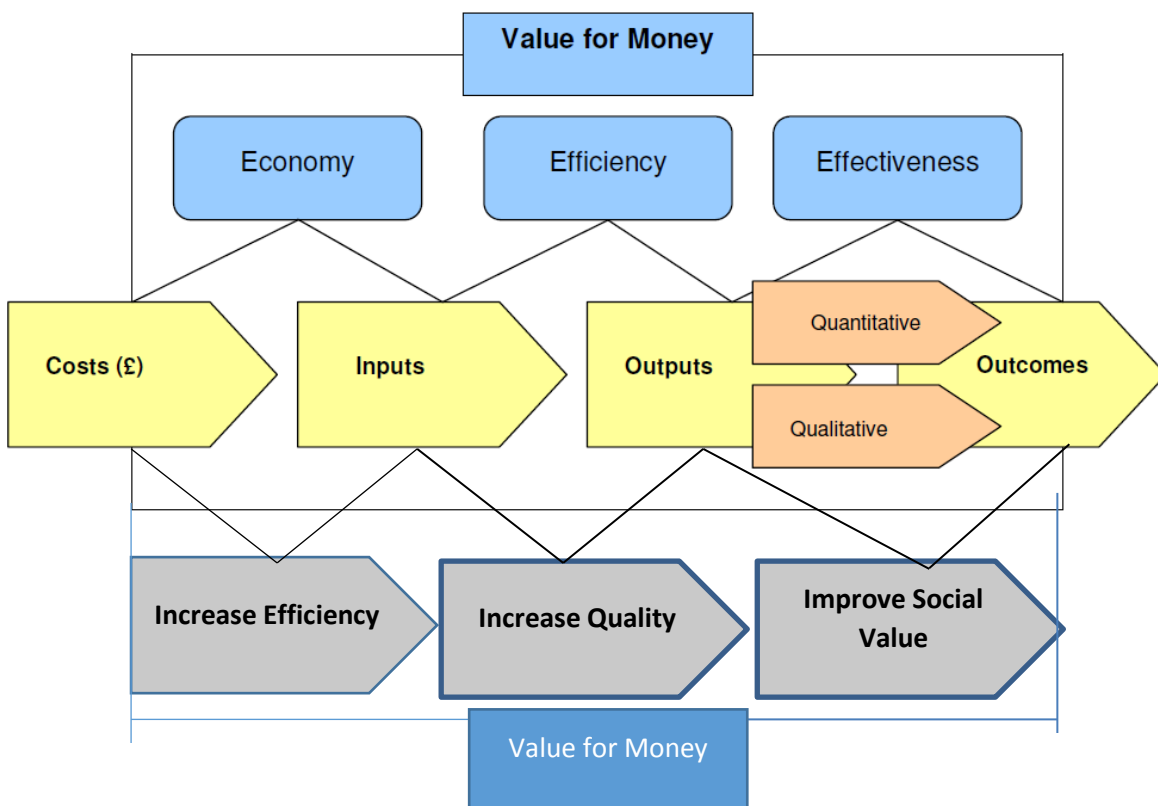 Value for Money
Economy
Efficiency
Effectiveness
Costs (£)
Inputs
Outputs
Quantitative
Qualitative
Outcomes
Increase Efficiency
Increase Quality
Improve Social
Value
Value for Money